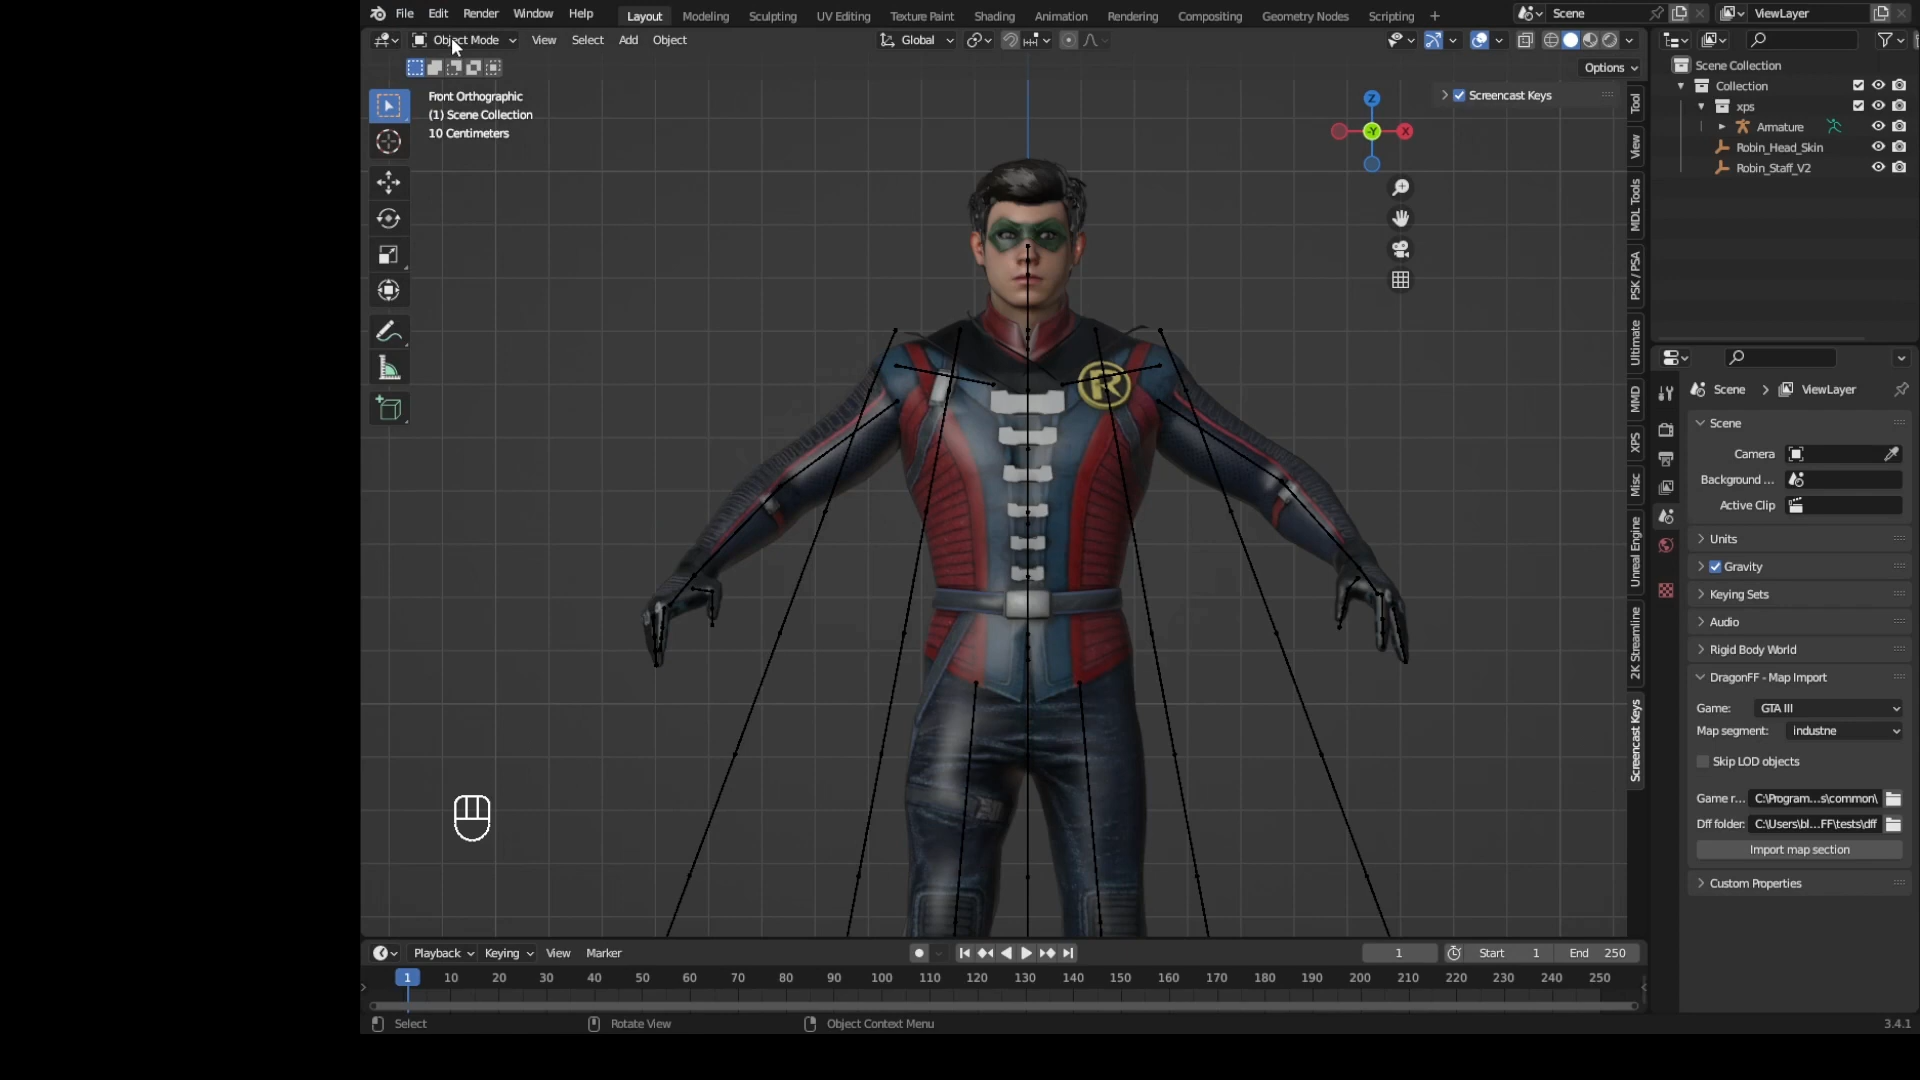 File Edit Render Window Help
Layout Modeling Sculpting UV Editing Texture Paint Shading Animation Rendering Compositing Geometry Nodes Scripting +
Scene
ViewLayer
Object Mode View Select Add Object
Global
Options
Front Orthographic
(1) Scene Collection
10 Centimeters
Screencast Keys
Z
-Y
X
R
Tool
View
MDL Tools
PSK / PSA
Ultimate
MMD
XPS
Misc
Unreal Engine
2K Streamline
Screencast Keys
Scene Collection
Collection
xps
Armature
Robin_Head_Skin
Robin_Staff_V2
Scene > ViewLayer
Scene
Camera
Background ...
Active Clip
Units
Gravity
Keying Sets
Audio
Rigid Body World
DragonFF - Map Import
Game: GTA III
Map segment: industne
Skip LOD objects
Game r... C:\Program...s\common\
Dff folder: C:\Users\bl...FF\tests\dff
Import map section
Custom Properties
Playback Keying View Marker
1 Start 1 End 250
1 10 20 30 40 50 60 70 80 90 100 110 120 130 140 150 160 170 180 190 200 210 220 230 240 250
Select Rotate View Object Context Menu
3.4.1